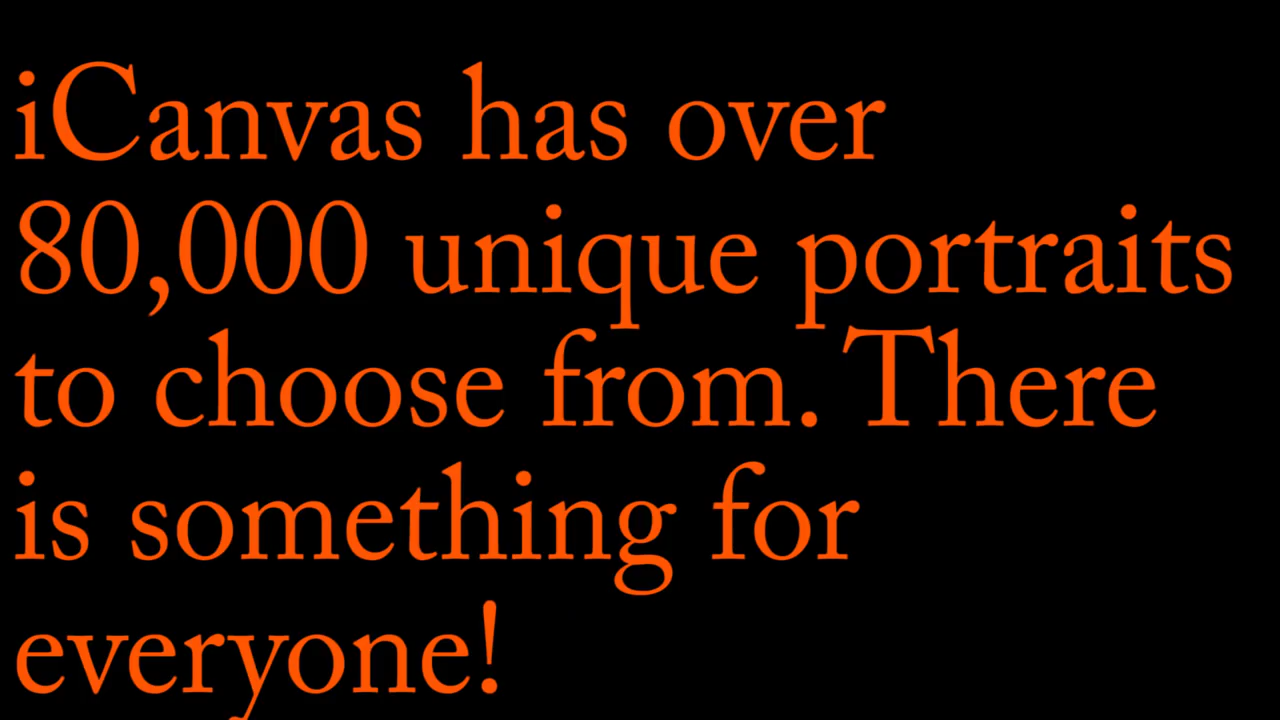 iCanvas has over
80,000 unique portraits
to choose from. There
is something for
everyone!